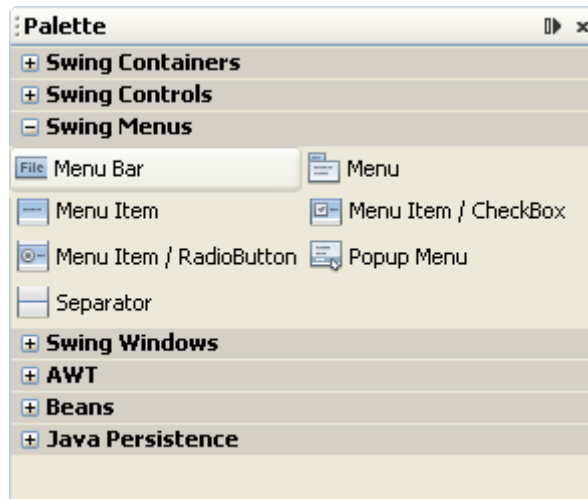 Palette
Swing Containers
Swing Controls
Swing Menus
File Menu Bar Menu
Menu Item Menu Item / CheckBox
Menu Item / RadioButton Popup Menu
Separator
Swing Windows
AWT
Beans
Java Persistence